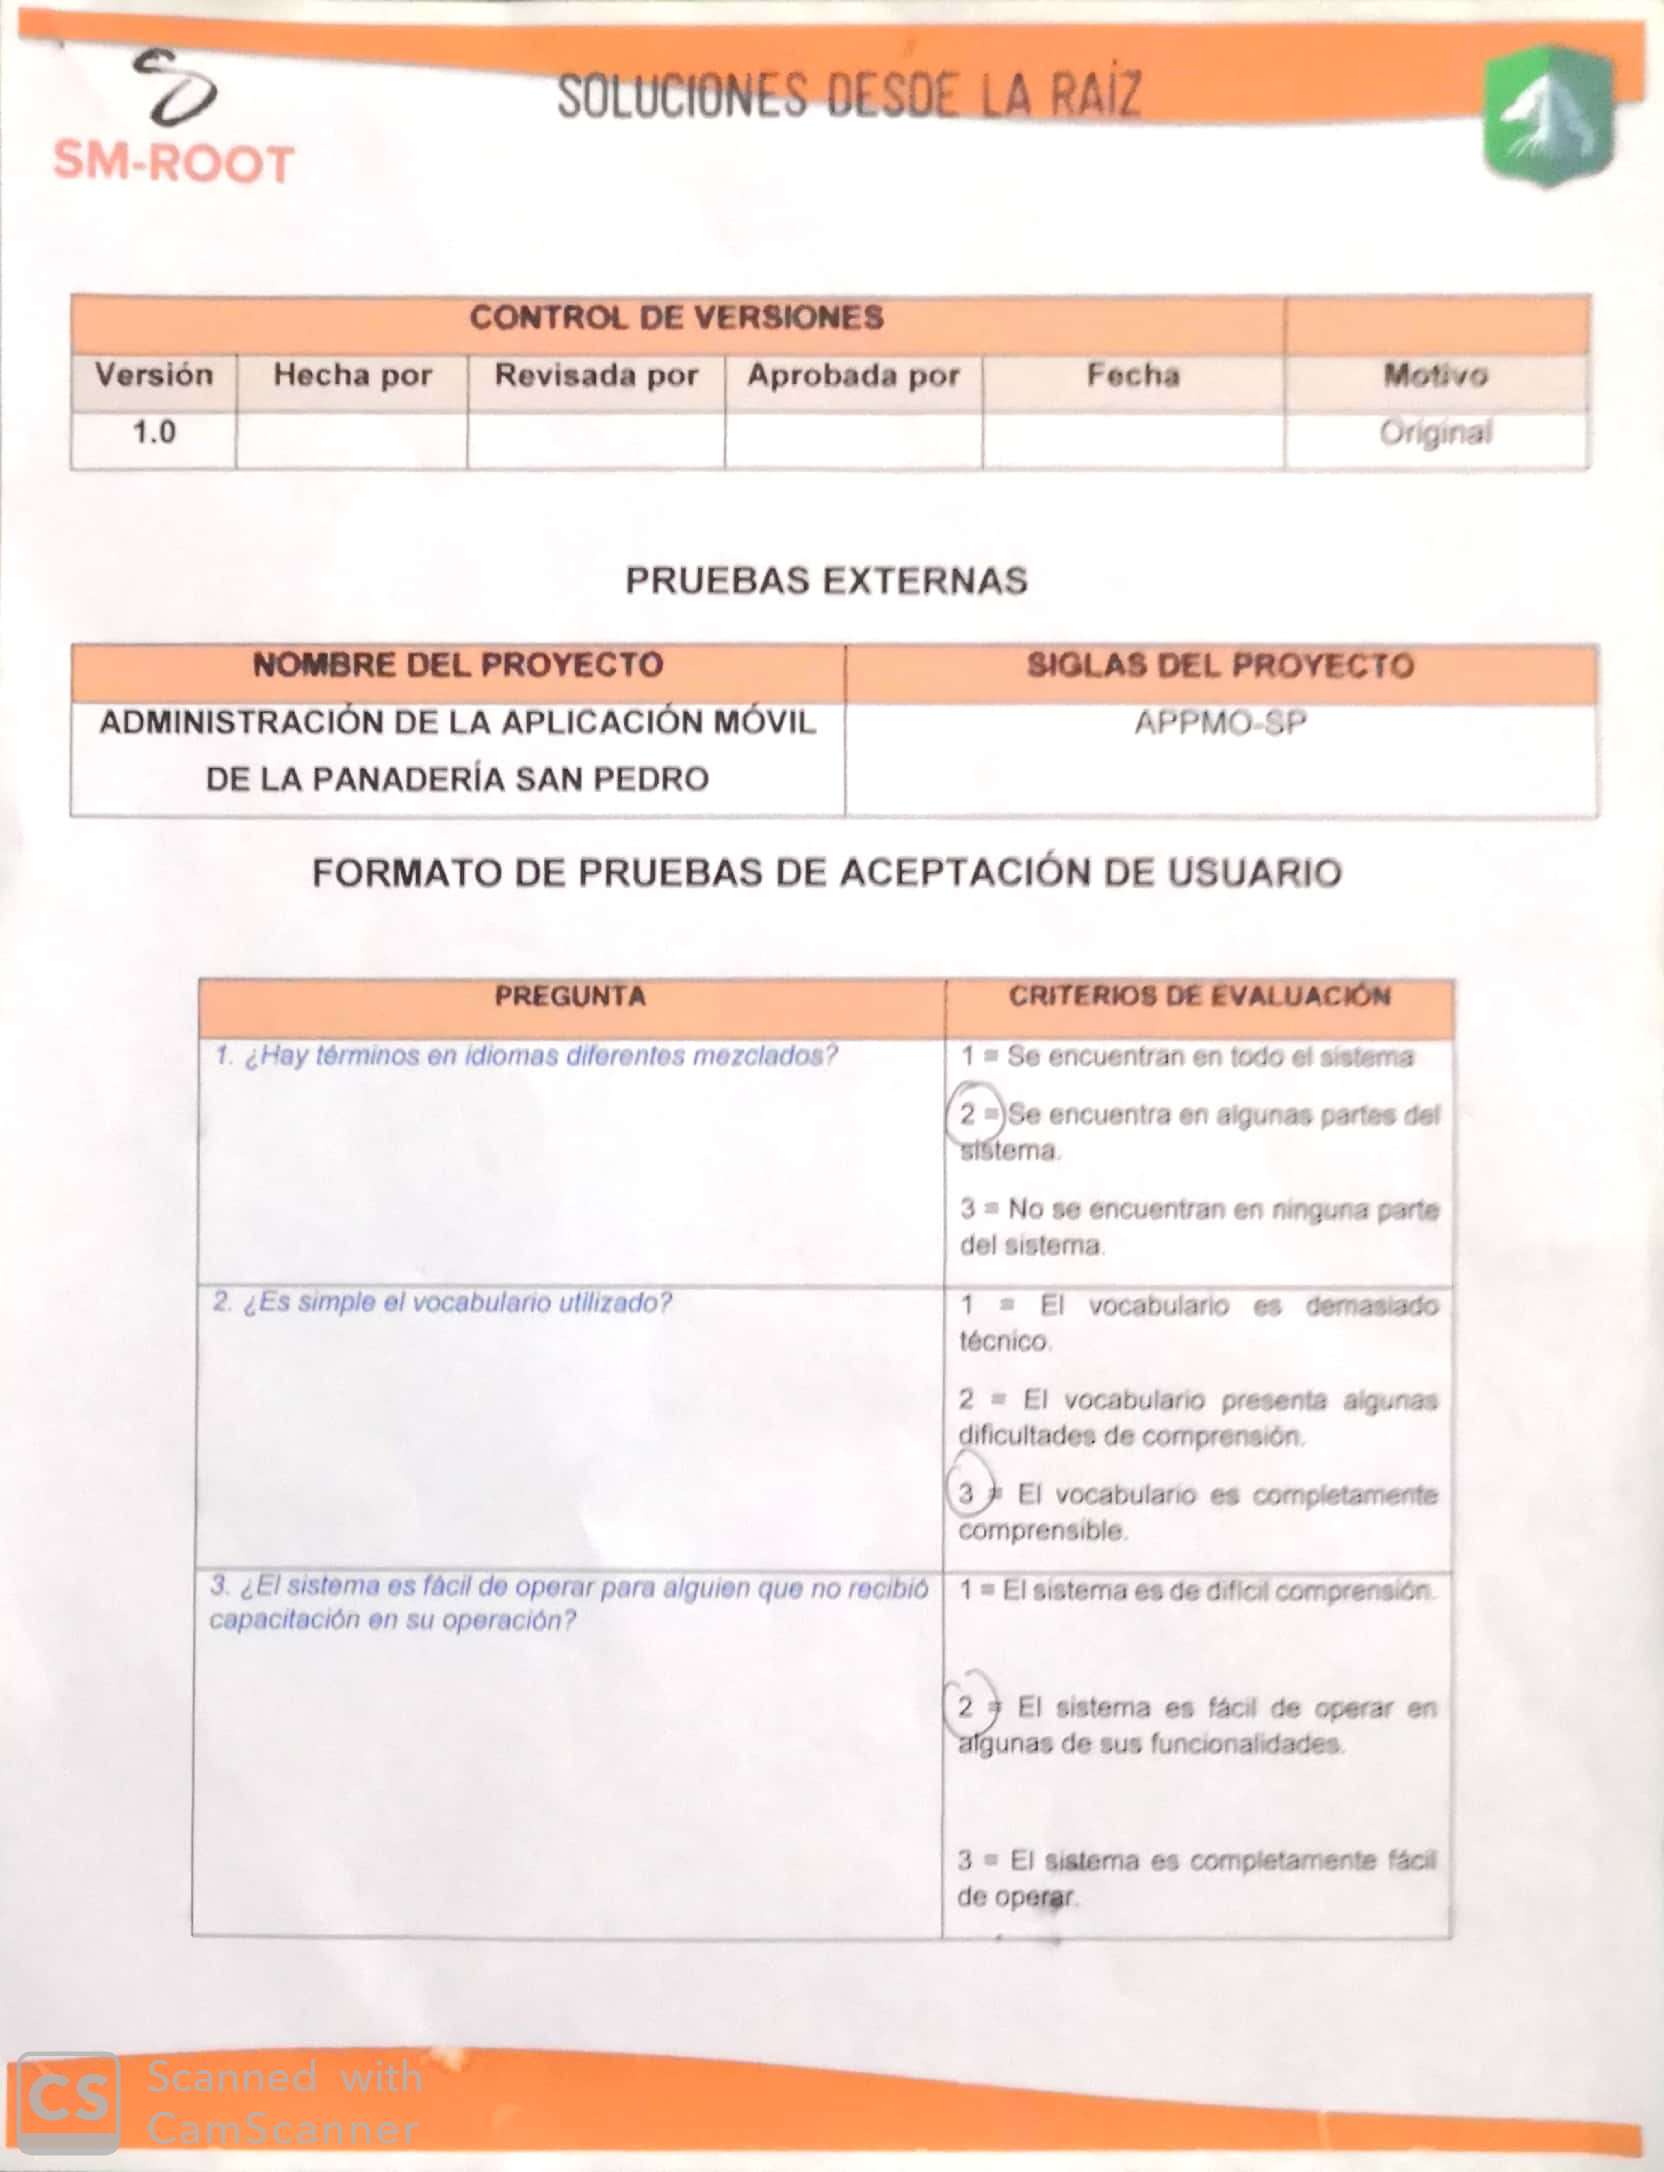 SOLUCIONES DESDE LA RAÍZ
SM-ROOT
CONTROL DE VERSIONES
Versión Hecha por Revisada por Aprobada por Fecha Motivo
1.0 Original
PRUEBAS EXTERNAS
NOMBRE DEL PROYECTO SIGLAS DEL PROYECTO
ADMINISTRACIÓN DE LA APLICACIÓN MÓVIL APPMO-SP
DE LA PANADERÍA SAN PEDRO
FORMATO DE PRUEBAS DE ACEPTACIÓN DE USUARIO
PREGUNTA CRITERIOS DE EVALUACIÓN
1. ¿Hay términos en idiomas diferentes mezclados? 1 = Se encuentran en todo el sistema
2 = Se encuentra en algunas partes del
sistema.
3 = No se encuentran en ninguna parte
del sistema.
2. ¿Es simple el vocabulario utilizado? 1 = El vocabulario es demasiado
técnico.
2 = El vocabulario presenta algunas
dificultades de comprensión.
3 = El vocabulario es completamente
comprensible.
3. ¿El sistema es fácil de operar para alguien que no recibió 1 = El sistema es de difícil comprensión.
capacitación en su operación?
2 = El sistema es fácil de operar en
algunas de sus funcionalidades.
3 = El sistema es completamente fácil
de operar.
CS Scanned with
CamScanner